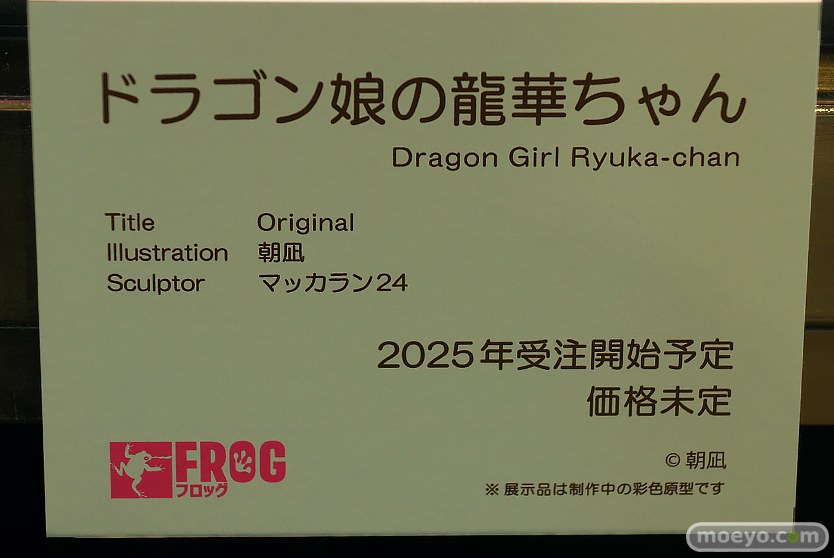 ドラゴン娘の龍華ちゃん
Dragon Girl Ryuka-chan
Title Original
Illustration 朝凪
Sculptor マッカラン24
2025年受注開始予定
価格未定
FROG
フロッグ
© 朝凪
※ 展示品は制作中の彩色原型です
moeyo.com